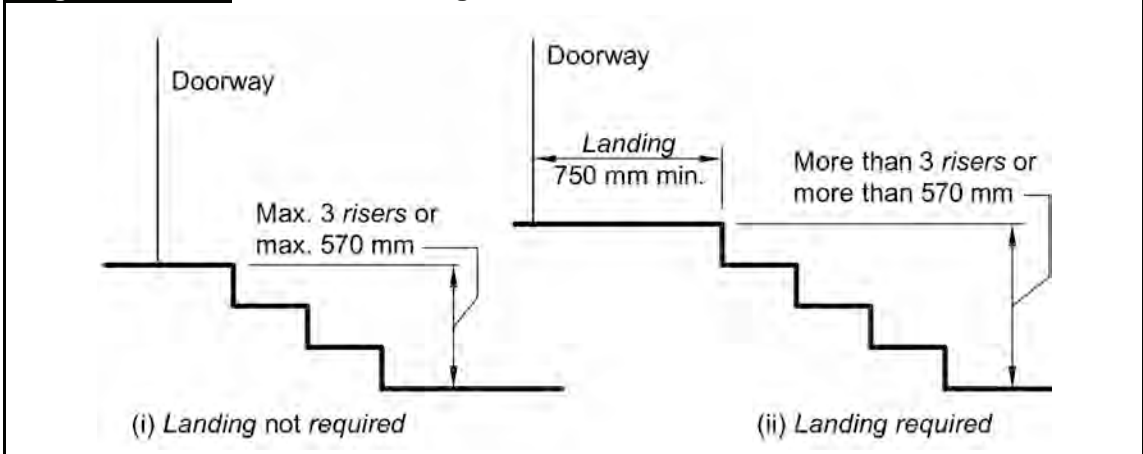 Doorway
Max. 3 risers or
max. 570 mm
(i) Landing not required
Doorway
Landing
750 mm min.
More than 3 risers or
more than 570 mm
(ii) Landing required